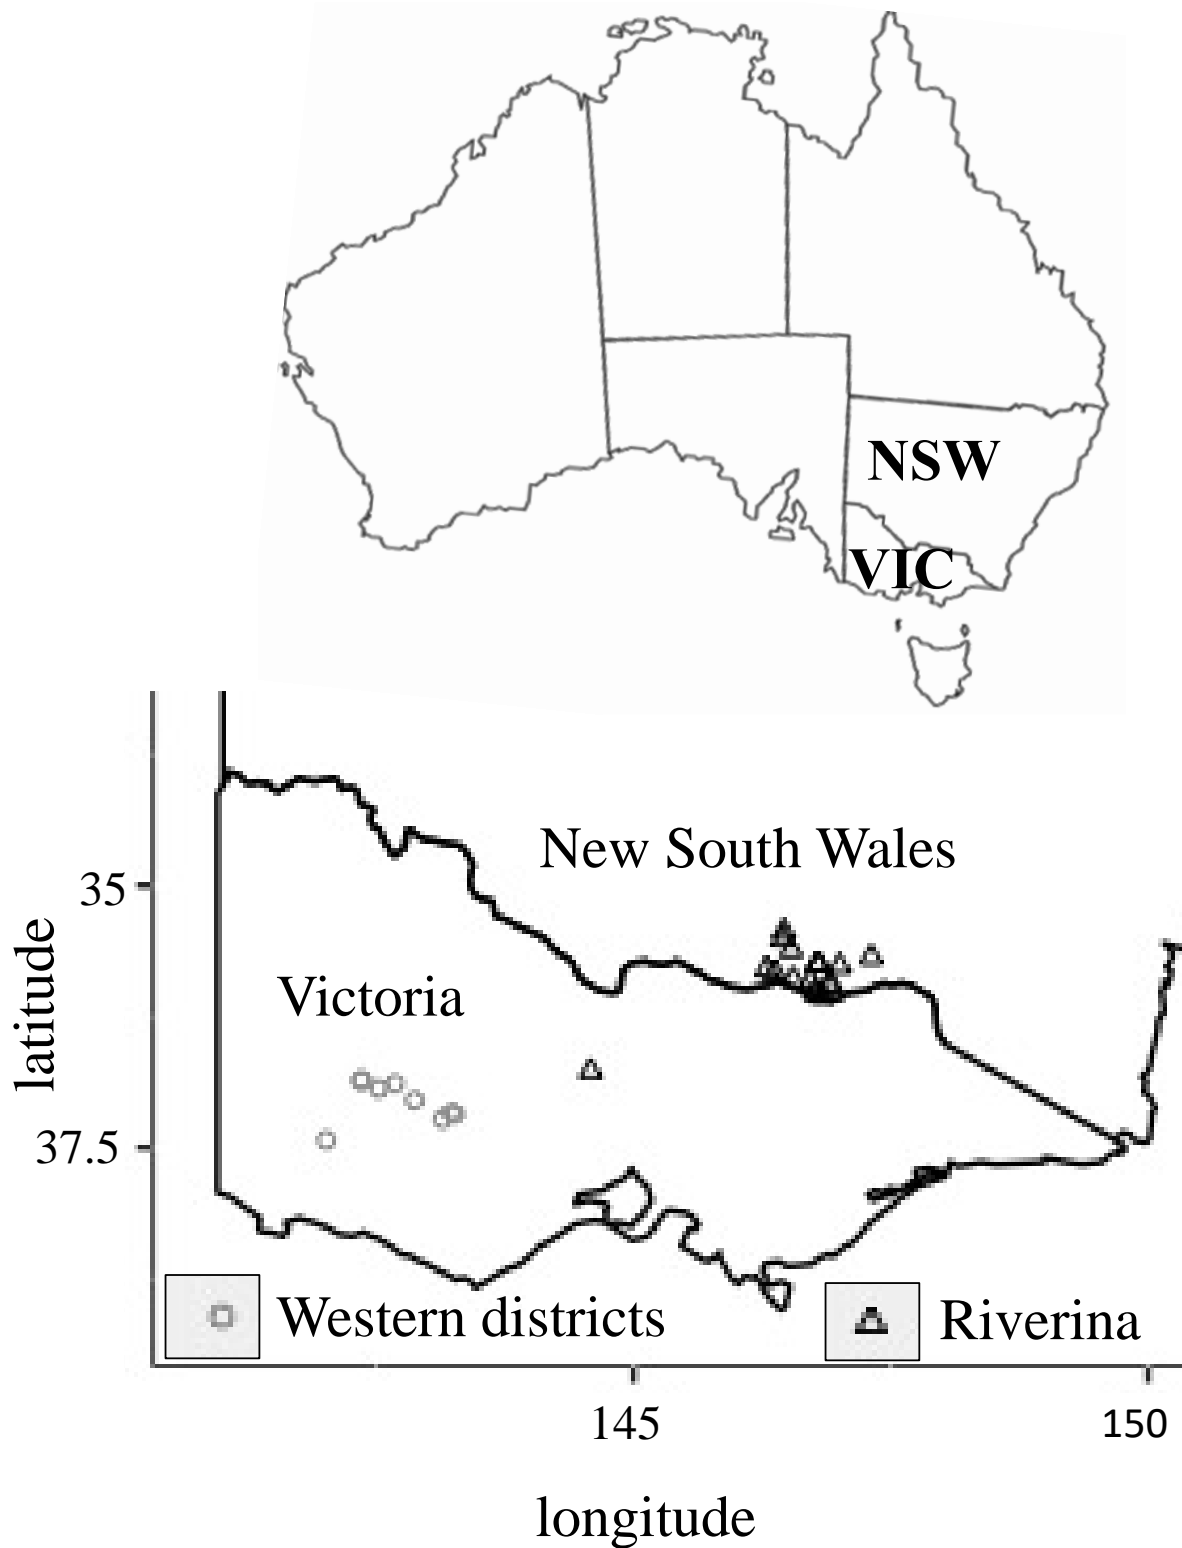 NSW
VIC
New South Wales
35
Victoria
latitude
37.5
Western districts
Riverina
145
150
longitude